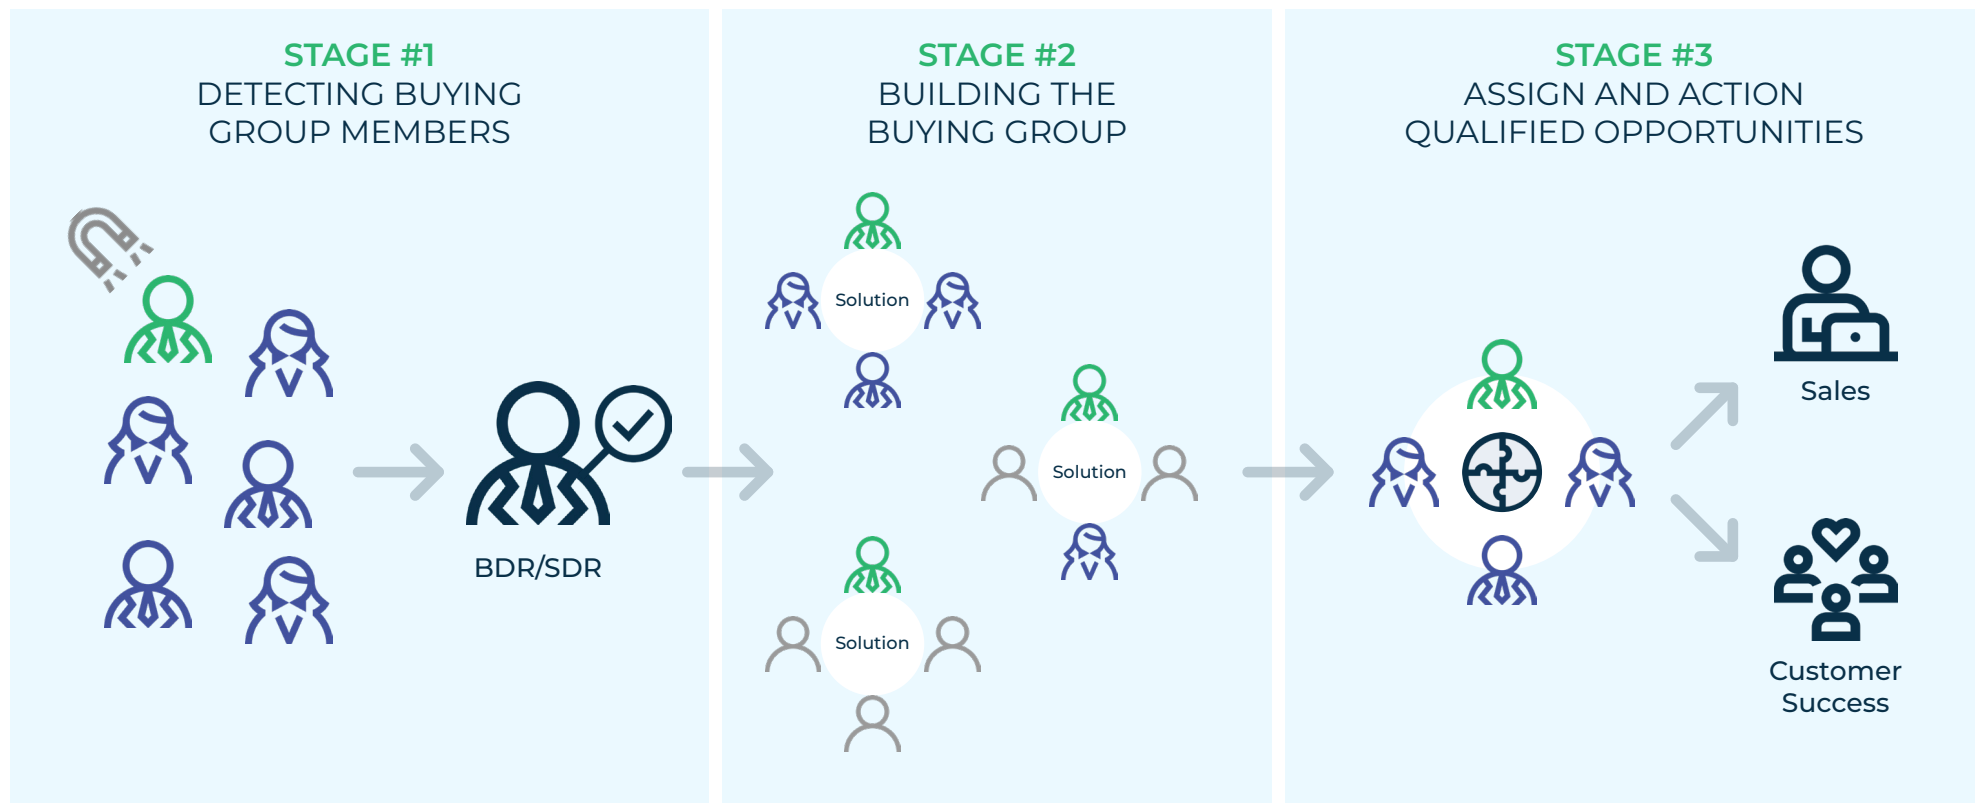 STAGE #1
DETECTING BUYING
GROUP MEMBERS
BDR/SDR
STAGE #2
BUILDING THE
BUYING GROUP
Solution
Solution
Solution
STAGE #3
ASSIGN AND ACTION
QUALIFIED OPPORTUNITIES
Sales
Customer
Success